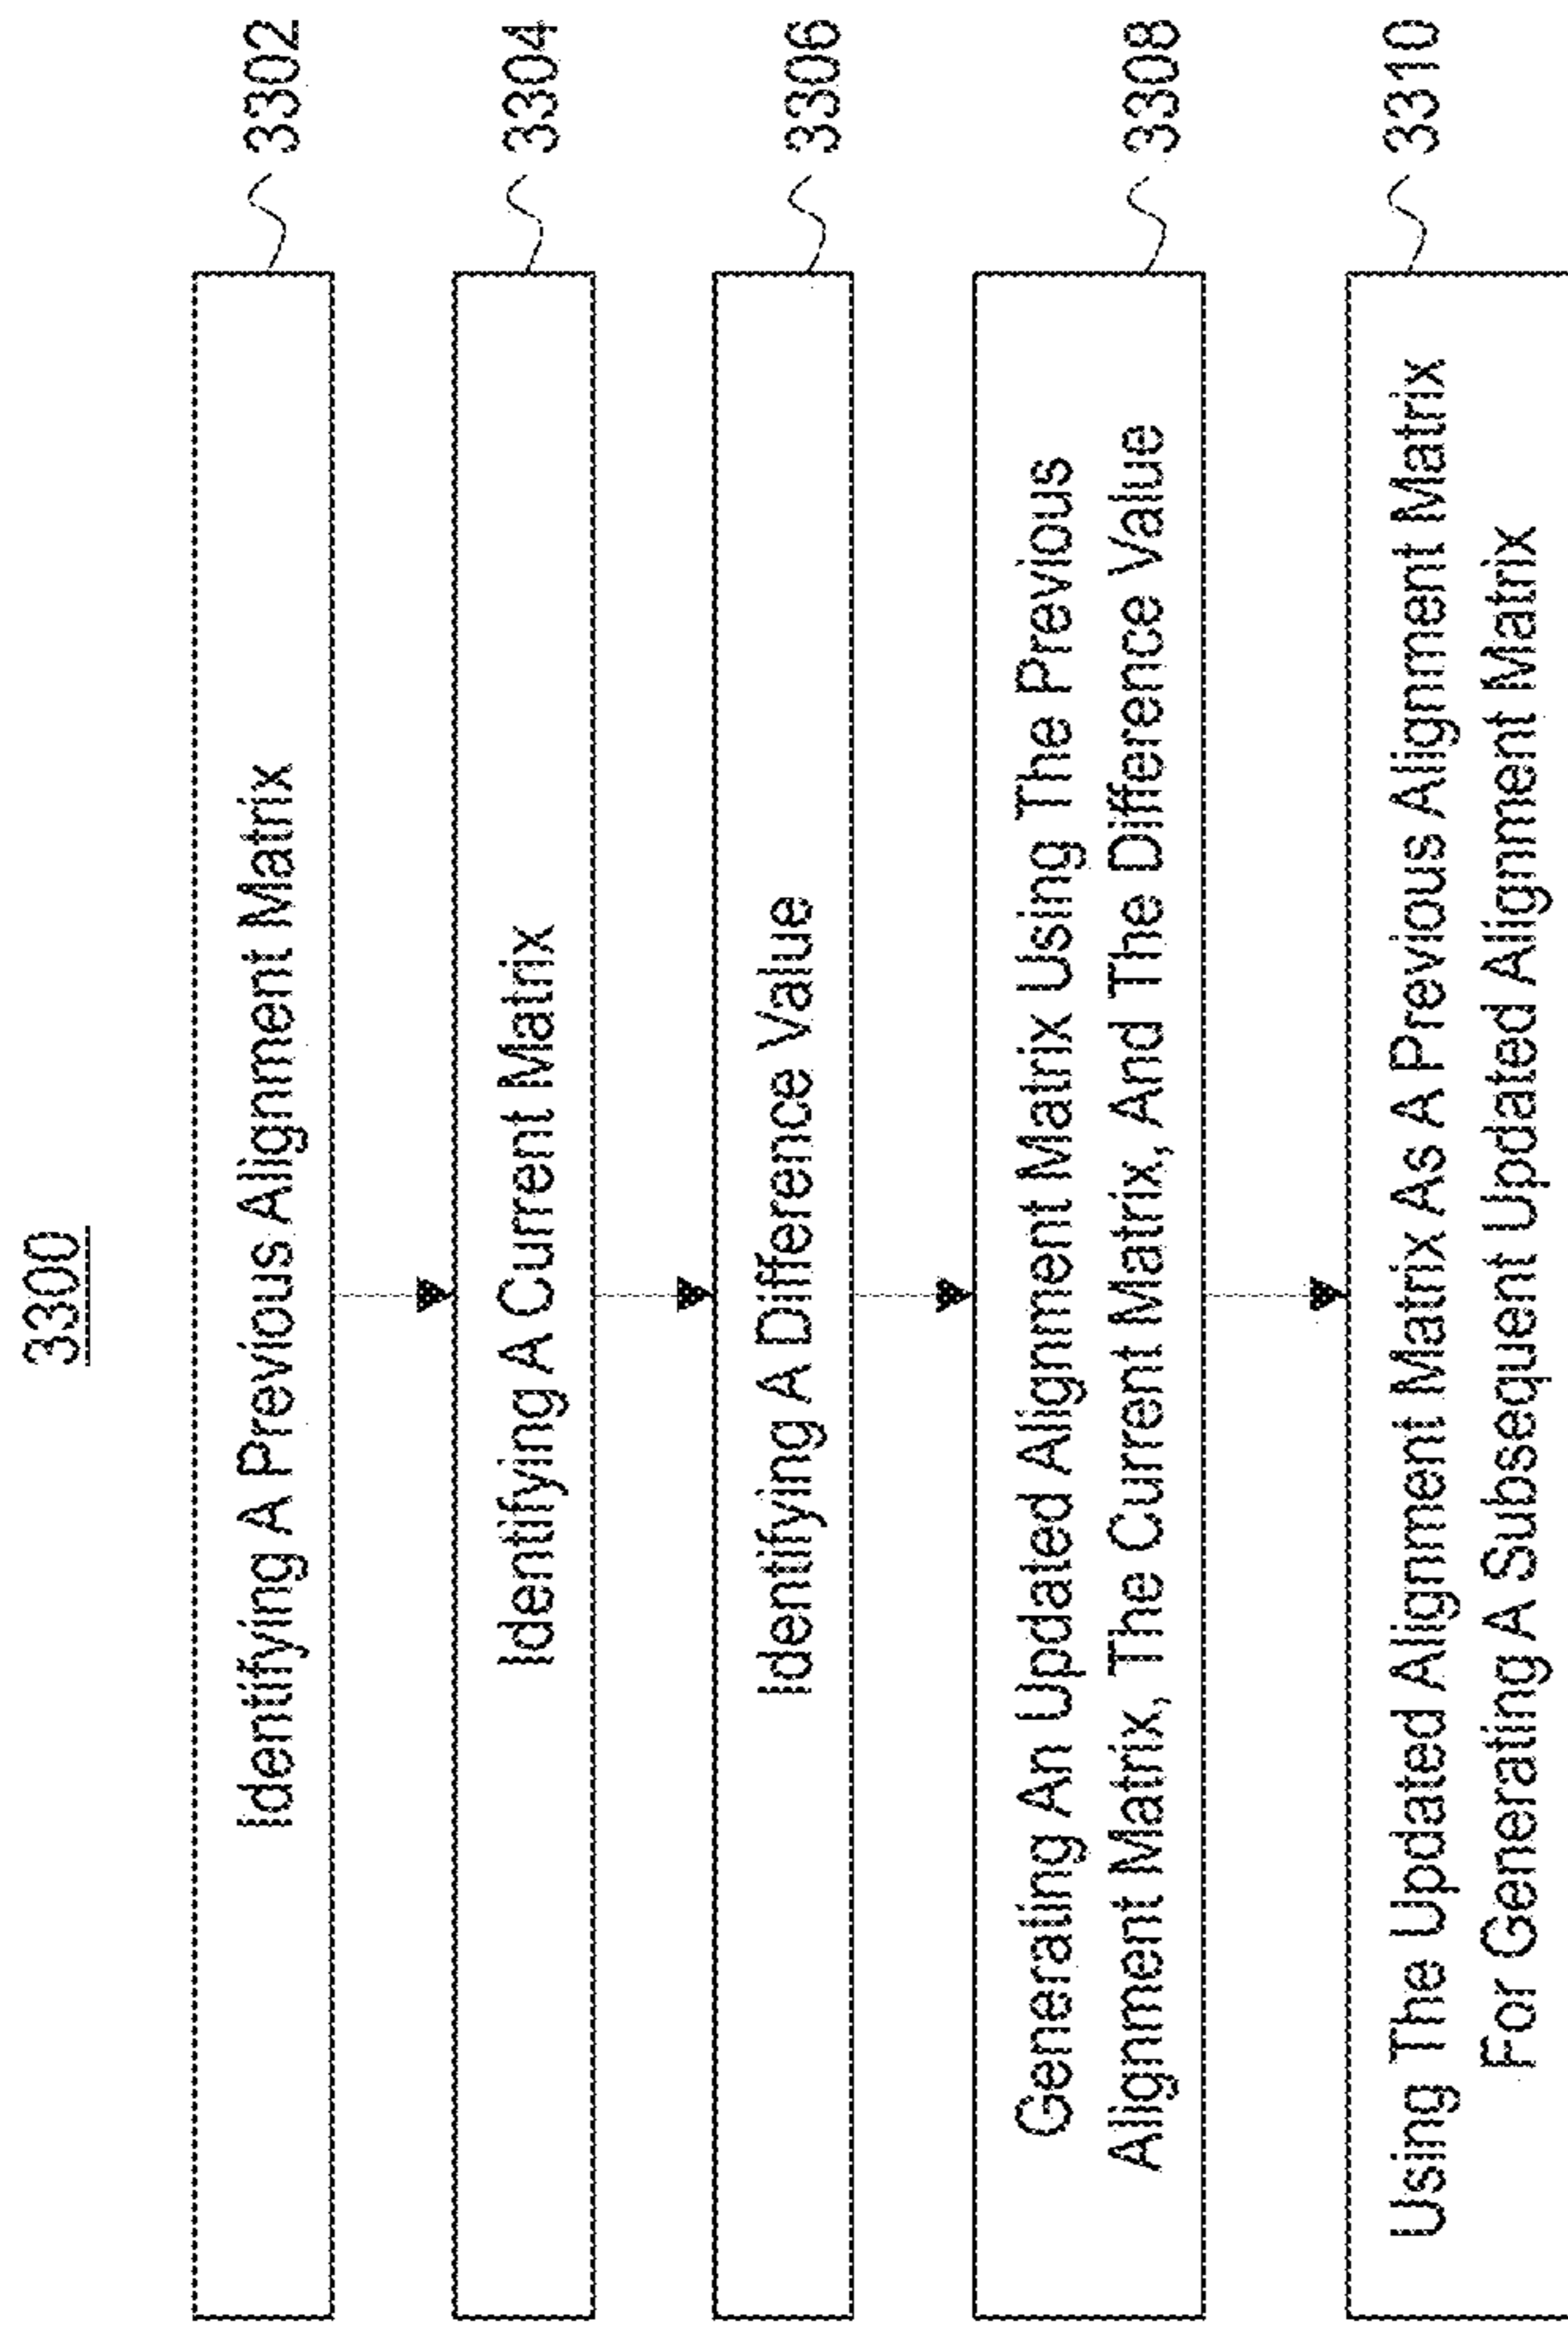 3300
Identifying A Previous Alignment Matrix
3302
Identifying A Current Matrix
3304
Identifying A Difference Value
3306
Generating An Updated Alignment Matrix Using The Previous
Alignment Matrix, The Current Matrix, And The Difference Value
3308
Using The Updated Alignment Matrix As A Previous Alignment Matrix
For Generating A Subsequent Updated Alignment Matrix
3310